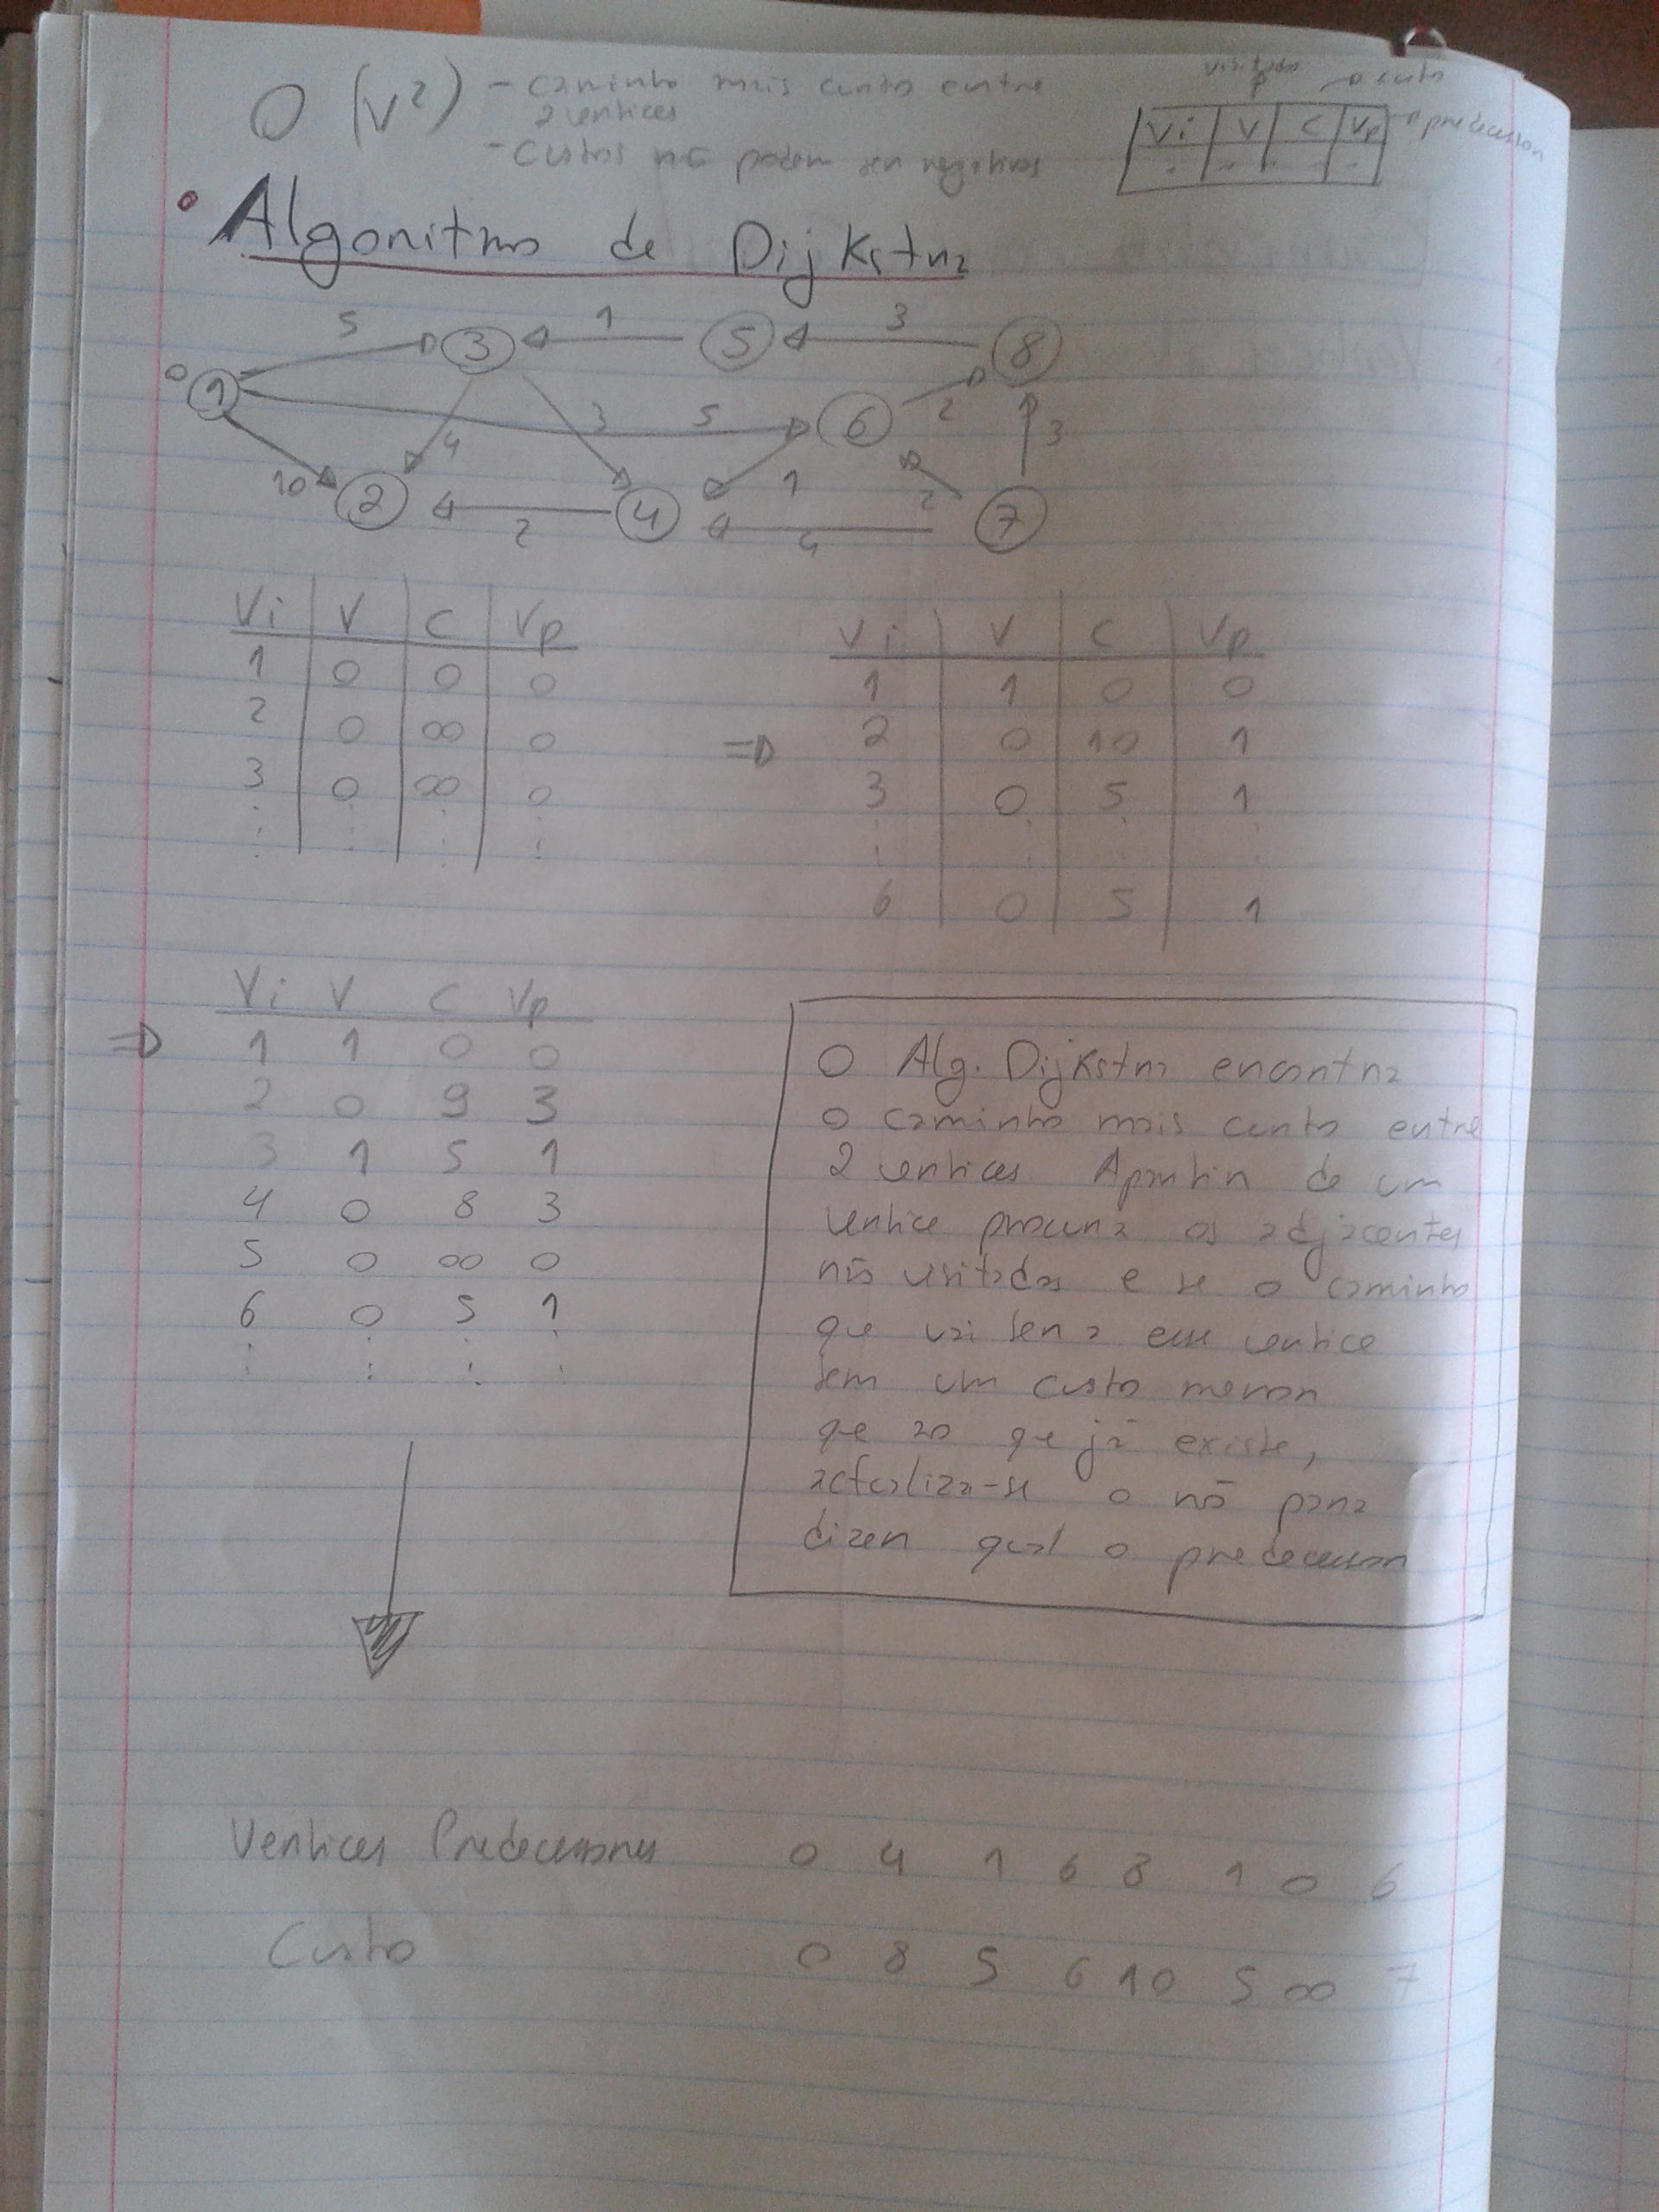 O (V²) - caminho mais curto entre
2 vertices
- Custos nº podem ser negativos
visitados
custo
Vi V C Vp predecessor
Algoritmo de Dijkstra
5 3 1 5 3 8
0 1
3 5 6 2
4 3
10 2 4 1 2 7
2 4
Vi V C Vp
1 0 0 0
2 0 ∞ 0
3 0 ∞ 0
⇒
Vi V C Vp
1 1 0 0
2 0 10 1
3 0 5 1
6 0 5 1
⇒
Vi V C Vp
1 1 0 0
2 0 9 3
3 1 5 1
4 0 8 3
5 0 ∞ 0
6 0 5 1
O Alg. Dijkstra encontra
o caminho mais curto entre
2 vertices. Apartir de um
vertice procura os adjacentes
não visitados e se o caminho
que vai ter a esse vertice
tem um custo menor
que ao que já existe,
actualiza-se o nó para
dizer qual o predecessor
Vertices Predecessores 0 4 1 6 8 1 0 6
Custo 0 8 5 6 10 5 ∞ 7